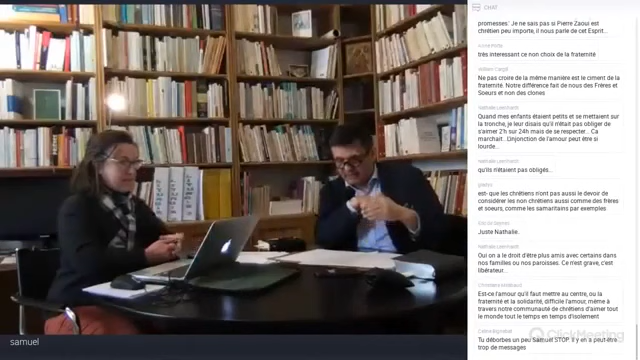 CHAT
promesses" Je ne sais pas si Pierre Zaoui est
chrétien peu importe, il nous parle de cet Esprit...
très interessant ce non choix de la fraternité
Ne pas croire de la même manière est le ciment de la
fraternité. Notre différence fait de nous des Frères et
Soeurs et non des clones
Nathalie Leenhardt
Quand mes enfants étaient petits et se mettaient sur
la tronche, je leur disais qu'il n'était pas obliger de
s'aimer 2'h sur 24h mais de se respecter... Ca
marchait... L'injonction de l'amour peut être si
lourde...
Nathalie Leenhardt
qu'ils n'étaient pas obligés...
est- que les chrétiens n'ont pas aussi le devoir de
considérer les non chrétiens aussi comme des frères
et soeurs, comme les samaritains par exemples
Juste Nathalie.
Nathalie Leenhardt
Oui on a le droit d'être plus amis avec certains dans
nos familles ou nos paroisses. Ce n'est grave, c'est
libérateur...
Est-ce l'amour qu'il faut mettre au centre, ou la
fraternité et la solidarité, difficile l'amour, même à
travers notre communauté de chrétiens d'aimer tout
le monde tout le temps en temps d'isolement
Tu débordes un peu Samuel STOP. il y en a peut-être
trop de messages
ClickMeeting
samuel